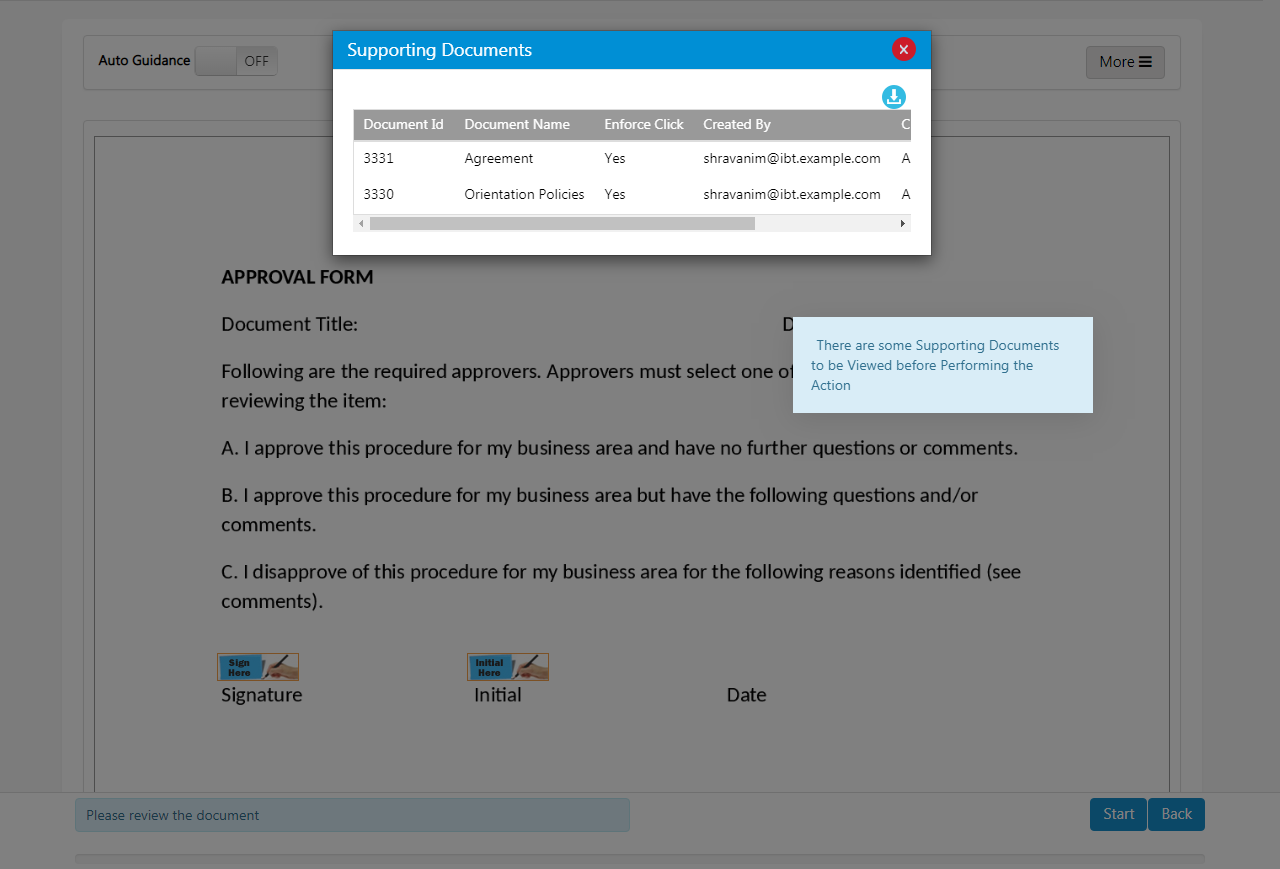 Supporting Documents
Auto Guidance OFF
More
Document Id Document Name Enforce Click Created By C
3331 Agreement Yes shravanim@ibt.example.com A
3330 Orientation Policies Yes shravanim@ibt.example.com A
APPROVAL FORM
Document Title: D
There are some Supporting Documents
to be Viewed before Performing the
Action
Following are the required approvers. Approvers must select one of
reviewing the item:
A. I approve this procedure for my business area and have no further questions or comments.
B. I approve this procedure for my business area but have the following questions and/or
comments.
C. I disapprove of this procedure for my business area for the following reasons identified (see
comments).
Sign
Here
Initial
Here
Signature Initial Date
Please review the document
Start Back